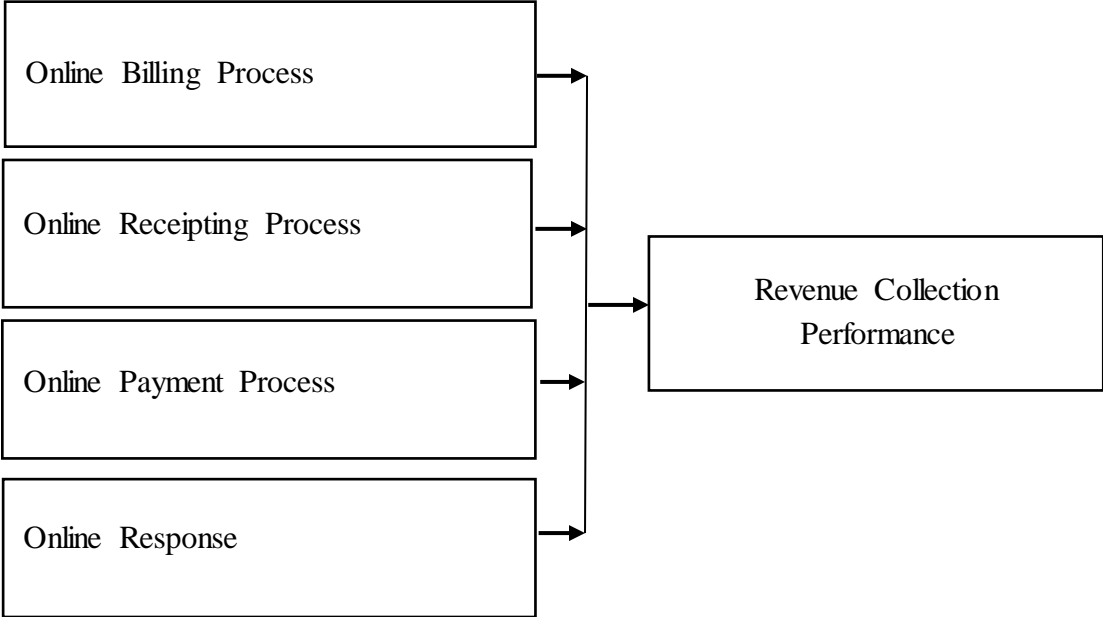 Online Billing Process
Online Receipting Process
Revenue Collection
Performance
Online Payment Process
Online Response